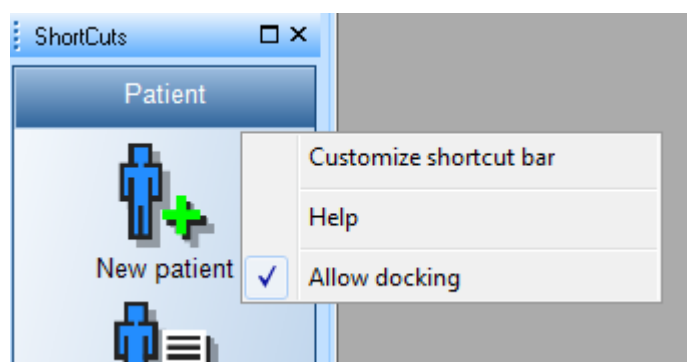 ShortCuts
Patient
Customize shortcut bar
Help
New patient
Allow docking